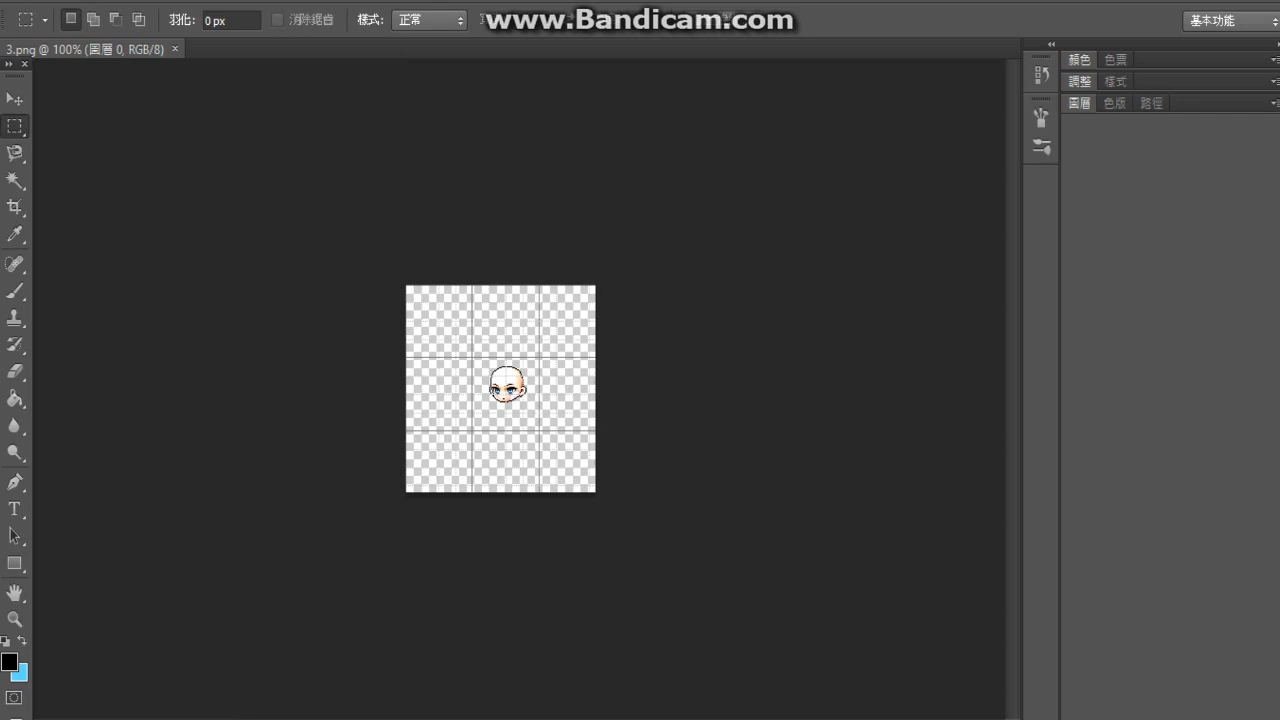 www.Bandicam.com
羽化: 0 px 消除鋸齒 樣式: 正常 基本功能
3.png @ 100% (圖層 0, RGB/8) ×
顏色 色票
調整 樣式
圖層 色版 路徑